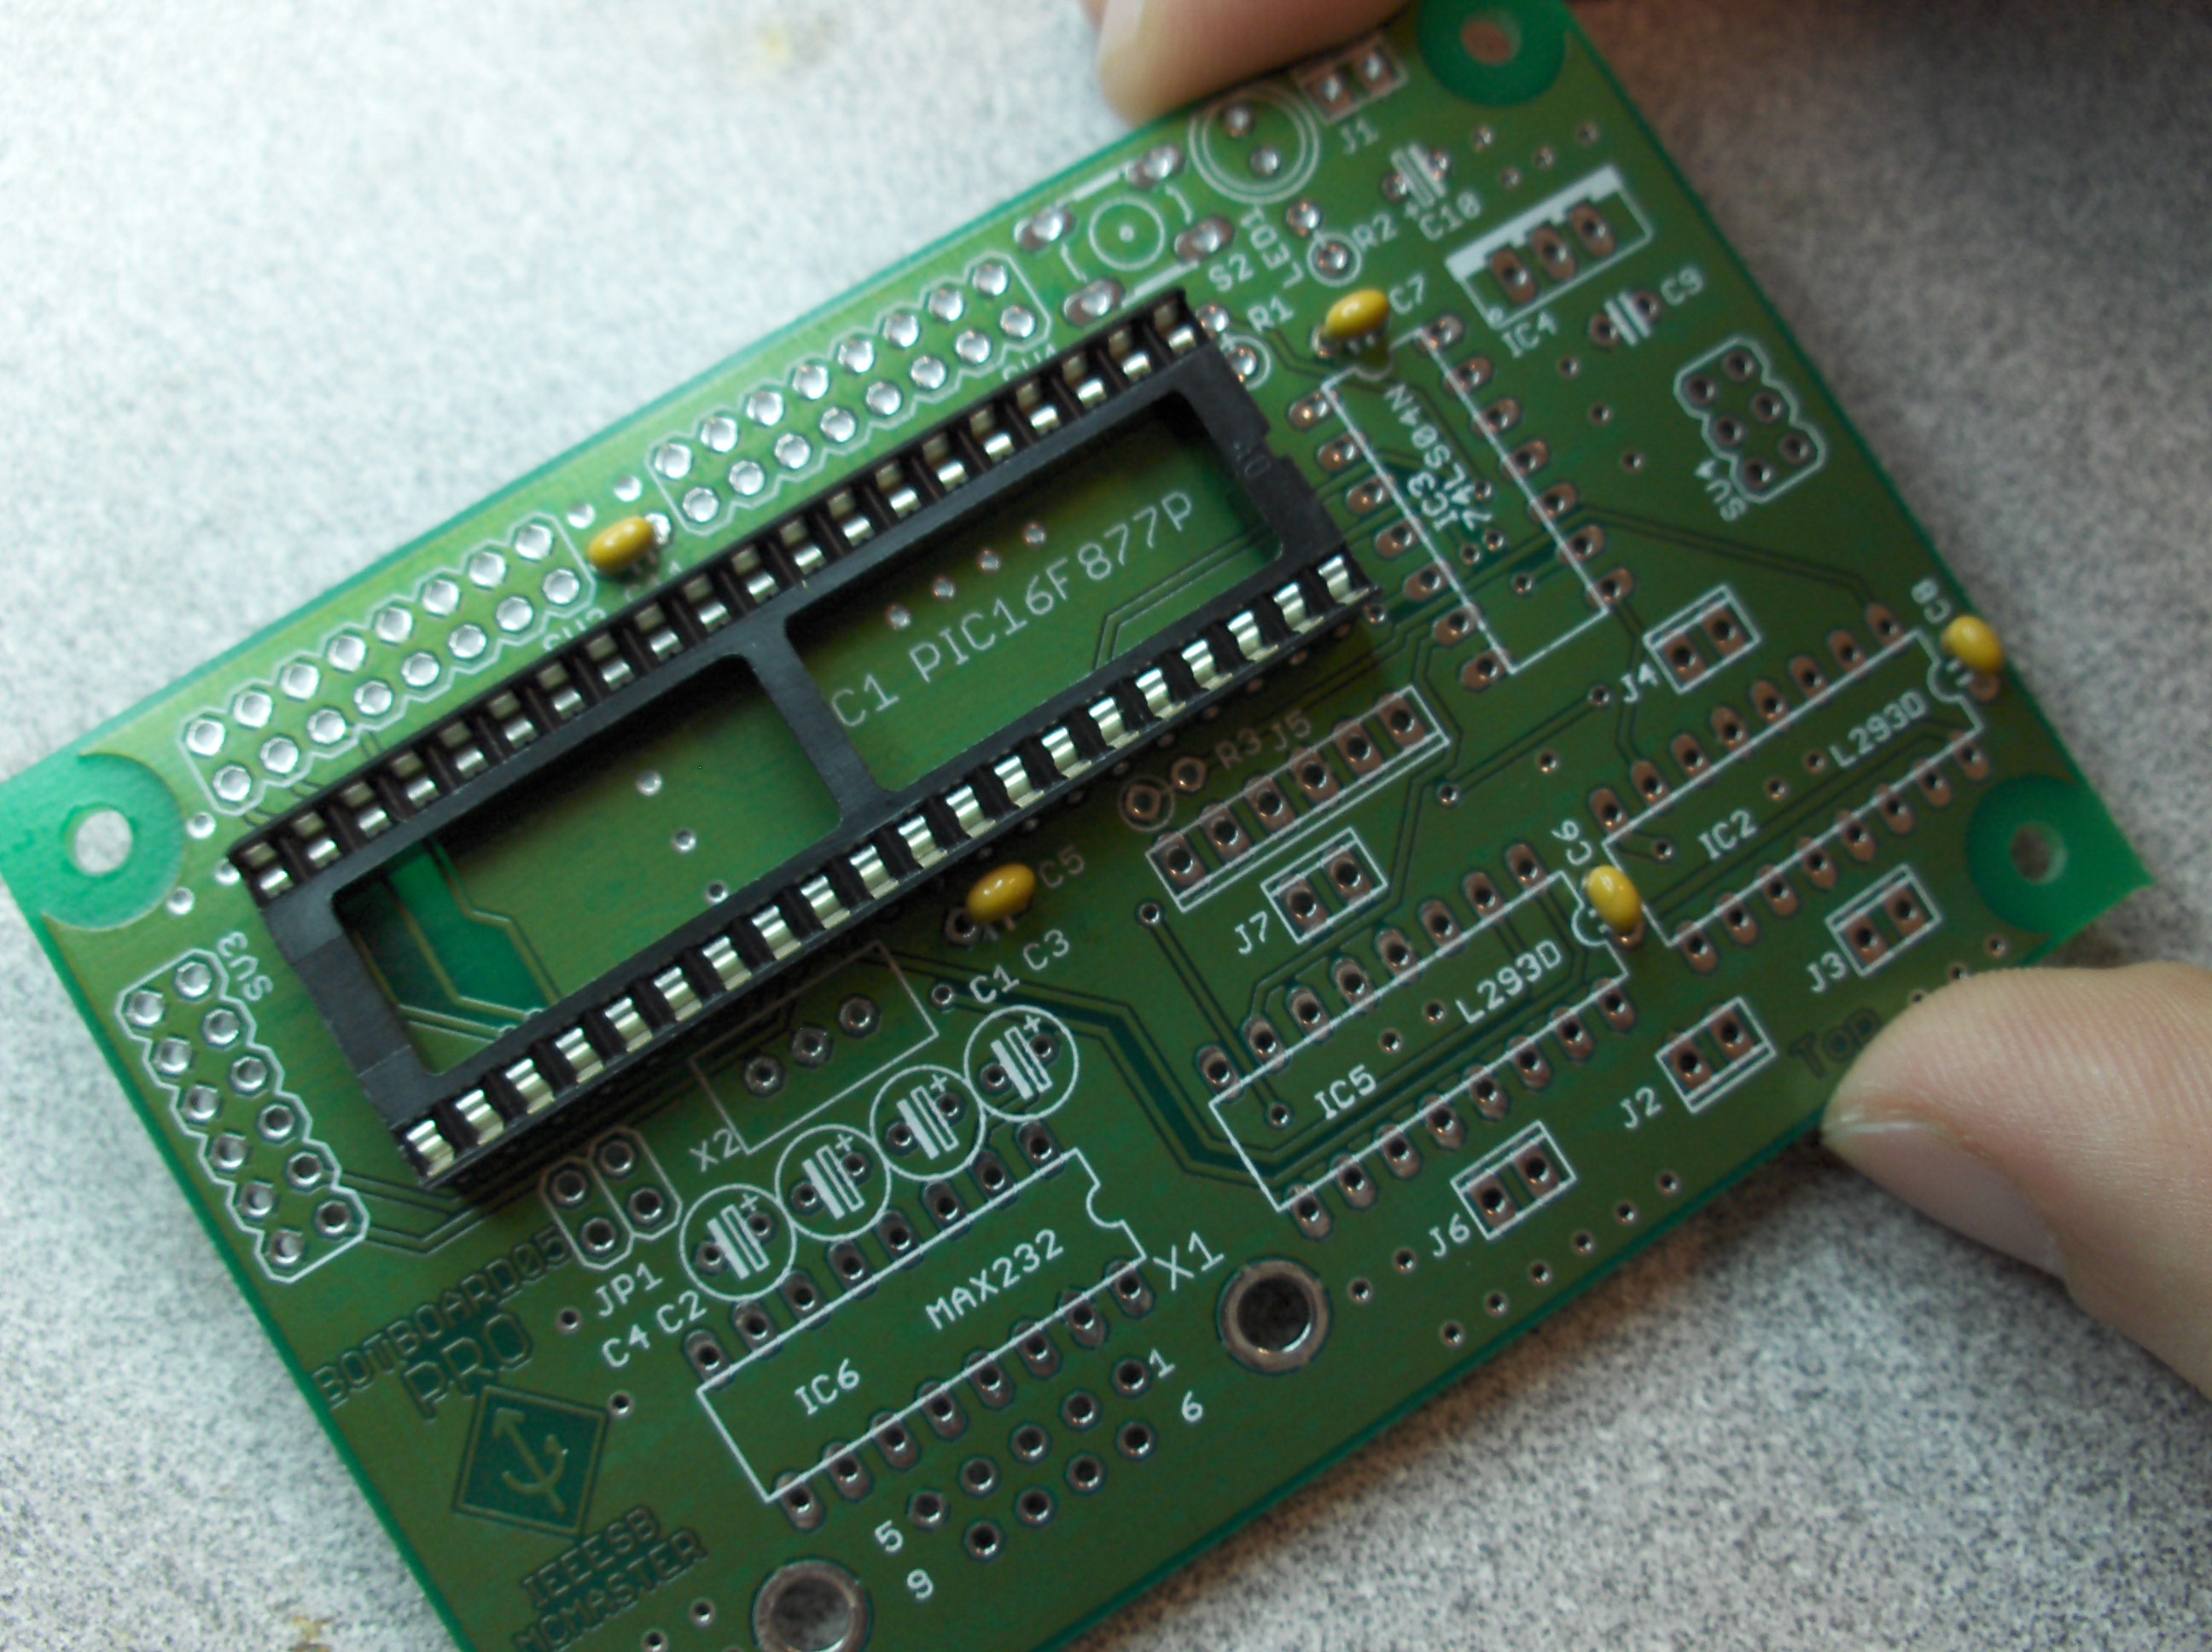 J1
C10
R2
LED1
S2
C7
R1
IC4
C9
SV4
74LS04N
IC3
C1 PIC16F877P
C8
J4
L293D
IC2
R3
J5
C5
C6
J7
J3
SV3
C1
C3
L293D
IC5
J2
Top
X2
J6
JP1
C4
C2
MAX232
X1
IC6
1
6
5
9
BOTBOARD05
PRO
IEEESB
MCMASTER